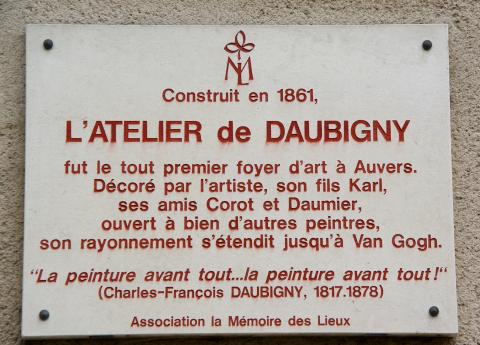 Construit en 1861,
L'ATELIER de DAUBIGNY
fut le tout premier foyer d'art à Auvers.
Décoré par l'artiste, son fils Karl,
ses amis Corot et Daumier,
ouvert à bien d'autres peintres,
son rayonnement s'étendit jusqu'à Van Gogh.
"La peinture avant tout...la peinture avant tout!"
(Charles-François DAUBIGNY, 1817.1878)
Association la Mémoire des Lieux